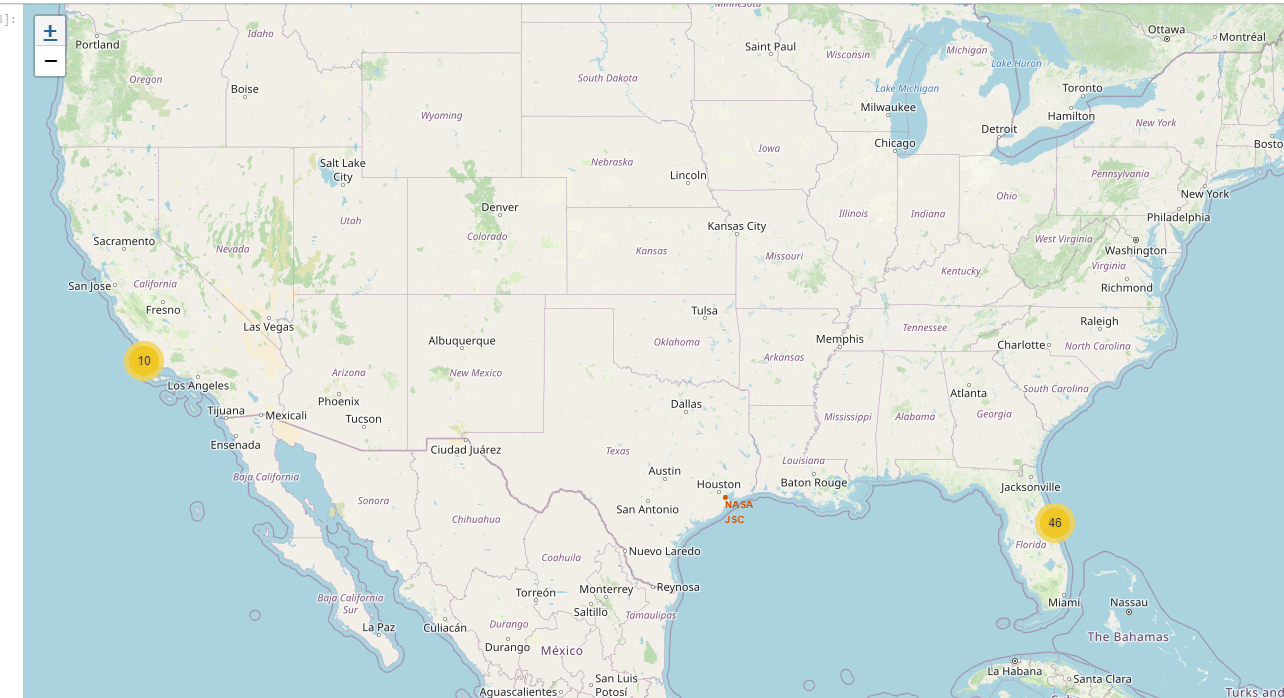 3]:
+
−
Portland
Idaho
Minnesota
Saint Paul
Wisconsin
Michigan
Ottawa
Montréal
Lake Huron
Oregon
Boise
South Dakota
Lake Michigan
Toronto
Milwaukee
Hamilton
Wyoming
New York
Detroit
Chicago
Boston
Iowa
Salt Lake
City
Nebraska
Lincoln
Pennsylvania
Ohio
New York
Denver
Utah
Illinois
Indiana
Philadelphia
Kansas City
Colorado
Sacramento
Nevada
Kansas
Missouri
West Virginia
Washington
Virginia
Kentucky
San Jose
California
Richmond
Fresno
Las Vegas
Tulsa
Raleigh
Tennessee
Albuquerque
Oklahoma
Memphis
Charlotte
North Carolina
10
Arizona
New Mexico
Arkansas
Los Angeles
South Carolina
Phoenix
Dallas
Atlanta
Tijuana
Mexicali
Tucson
Mississippi
Alabama
Georgia
Ensenada
Ciudad Juárez
Texas
Louisiana
Baja California
Austin
Houston
Baton Rouge
Jacksonville
Sonora
NASA
JSC
San Antonio
Chihuahua
46
Florida
Coahuila
Nuevo Laredo
Torreón
Monterrey
Reynosa
Baja California
Sur
Saltillo
Tamaulipas
Miami
Nassau
La Paz
Culiacán
Durango
Durango
México
The Bahamas
La Habana
Santa Clara
San Luis
Potosí
Aguascalientes
Turks and